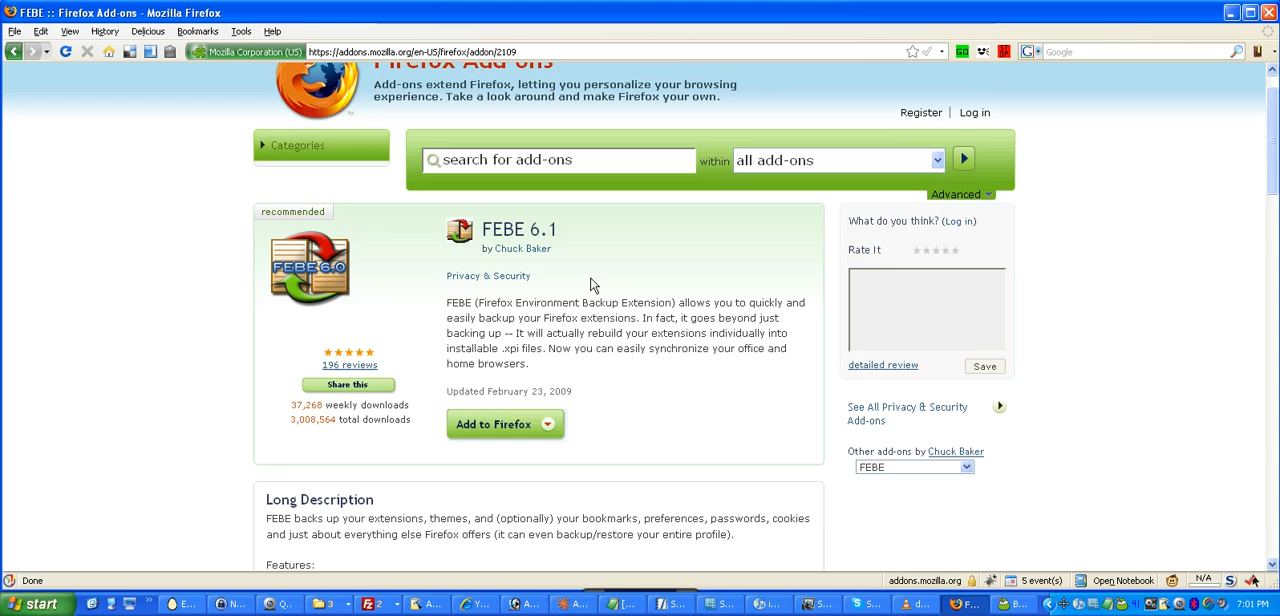 FEBE :: Firefox Add-ons - Mozilla Firefox
File Edit View History Delicious Bookmarks Tools Help
Mozilla Corporation (US) https://addons.mozilla.org/en-US/firefox/addon/2109
Google
Firefox Add-ons
Add-ons extend Firefox, letting you personalize your browsing
experience. Take a look around and make Firefox your own.
Register | Log in
Categories
search for add-ons within all add-ons
Advanced
recommended
FEBE 6.0
FEBE 6.1
by Chuck Baker
Privacy & Security
FEBE (Firefox Environment Backup Extension) allows you to quickly and
easily backup your Firefox extensions. In fact, it goes beyond just
backing up -- It will actually rebuild your extensions individually into
installable .xpi files. Now you can easily synchronize your office and
home browsers.
196 reviews
Share this
37,268 weekly downloads
3,008,564 total downloads
Updated February 23, 2009
Add to Firefox
What do you think? (Log in)
Rate It
detailed review Save
See All Privacy & Security
Add-ons
Other add-ons by Chuck Baker
FEBE
Long Description
FEBE backs up your extensions, themes, and (optionally) your bookmarks, preferences, passwords, cookies
and just about everything else Firefox offers (it can even backup/restore your entire profile).
Features:
Done
addons.mozilla.org 5 event(s) Open Notebook N/A
start E... N... Q... 3 2 A... Y... A... A... [... S... S... i... S... S... d... F... B... 41 7:01 PM